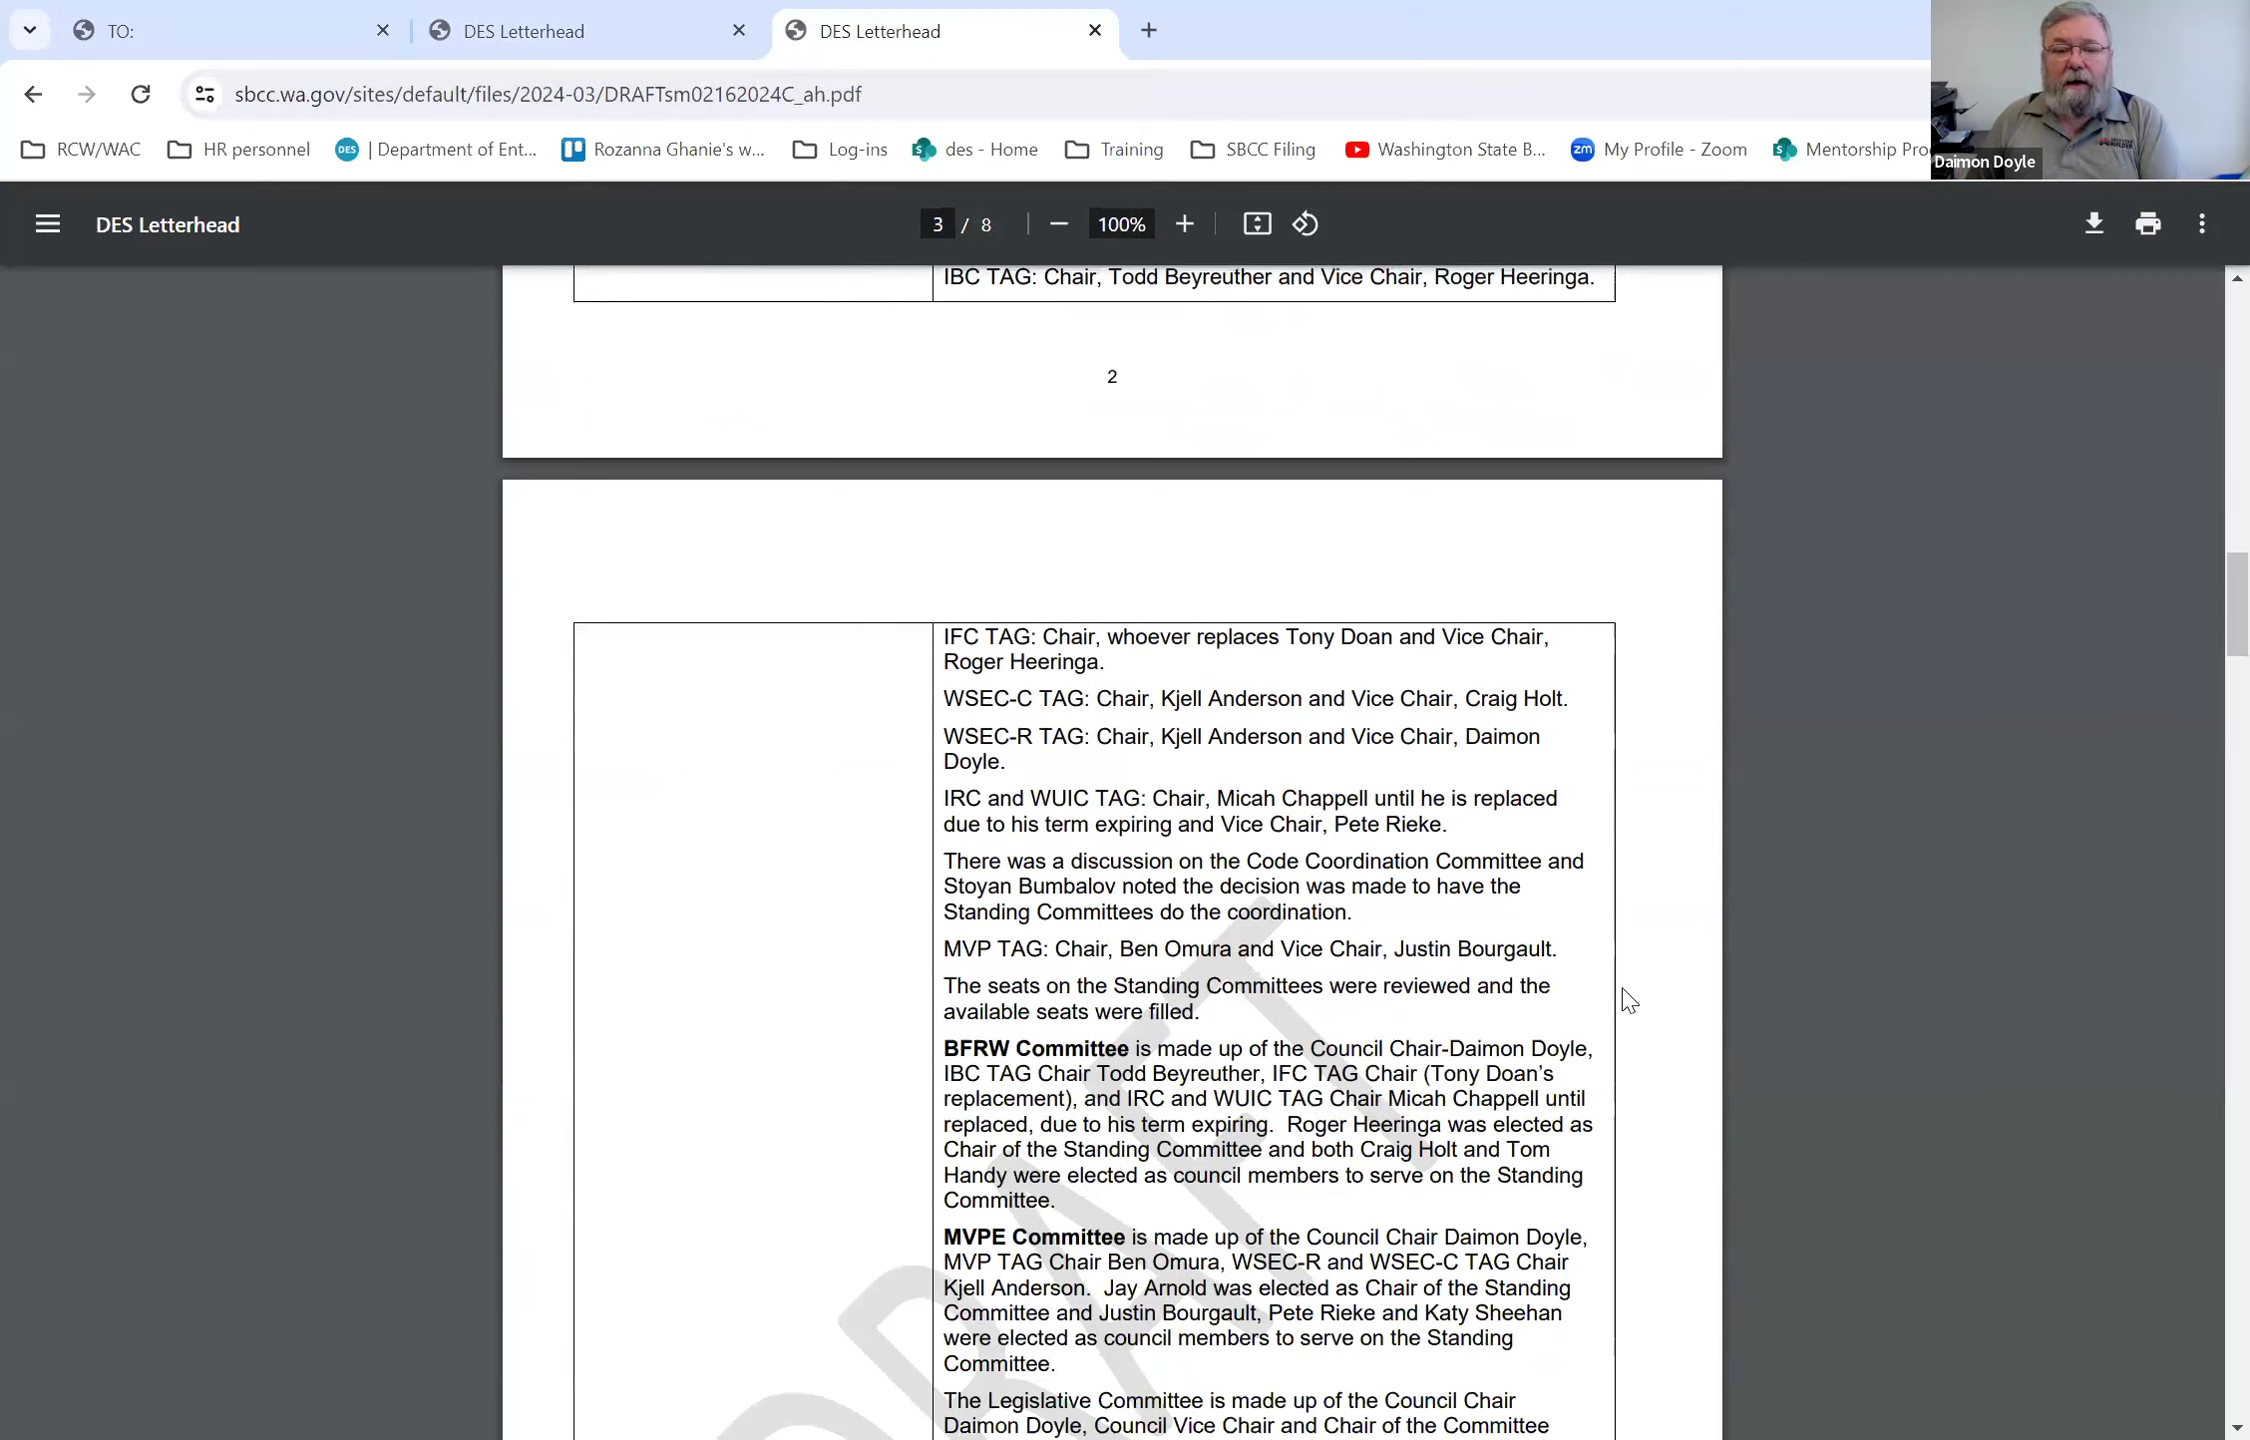 TO:
DES Letterhead
DES Letterhead
sbcc.wa.gov/sites/default/files/2024-03/DRAFTsm02162024C_ah.pdf
RCW/WAC
HR personnel
DES
| Department of Ent...
Rozanna Ghanie's w...
Log-ins
des - Home
Training
SBCC Filing
Washington State B...
zm
My Profile - Zoom
Mentorship Pro
Daimon Doyle
DES Letterhead
3 / 8
100%
IBC TAG: Chair, Todd Beyreuther and Vice Chair, Roger Heeringa.
2
IFC TAG: Chair, whoever replaces Tony Doan and Vice Chair,
Roger Heeringa.
WSEC-C TAG: Chair, Kjell Anderson and Vice Chair, Craig Holt.
WSEC-R TAG: Chair, Kjell Anderson and Vice Chair, Daimon
Doyle.
IRC and WUIC TAG: Chair, Micah Chappell until he is replaced
due to his term expiring and Vice Chair, Pete Rieke.
There was a discussion on the Code Coordination Committee and
Stoyan Bumbalov noted the decision was made to have the
Standing Committees do the coordination.
MVP TAG: Chair, Ben Omura and Vice Chair, Justin Bourgault.
The seats on the Standing Committees were reviewed and the
available seats were filled.
BFRW Committee is made up of the Council Chair-Daimon Doyle,
IBC TAG Chair Todd Beyreuther, IFC TAG Chair (Tony Doan's
replacement), and IRC and WUIC TAG Chair Micah Chappell until
replaced, due to his term expiring. Roger Heeringa was elected as
Chair of the Standing Committee and both Craig Holt and Tom
Handy were elected as council members to serve on the Standing
Committee.
MVPE Committee is made up of the Council Chair Daimon Doyle,
MVP TAG Chair Ben Omura, WSEC-R and WSEC-C TAG Chair
Kjell Anderson. Jay Arnold was elected as Chair of the Standing
Committee and Justin Bourgault, Pete Rieke and Katy Sheehan
were elected as council members to serve on the Standing
Committee.
The Legislative Committee is made up of the Council Chair
Daimon Doyle, Council Vice Chair and Chair of the Committee
DRAFT